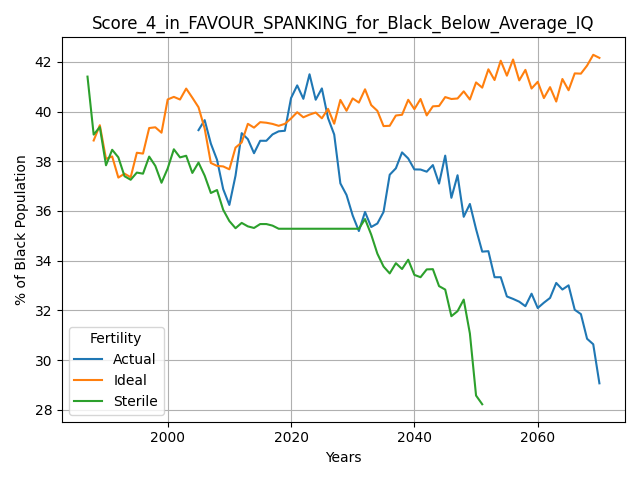 Score_4_in_FAVOUR_SPANKING_for_Black_Below_Average_IQ
% of Black Population
42
40
38
36
34
32
30
28
Fertility
Actual
Ideal
Sterile
2000
2020
2040
2060
Years